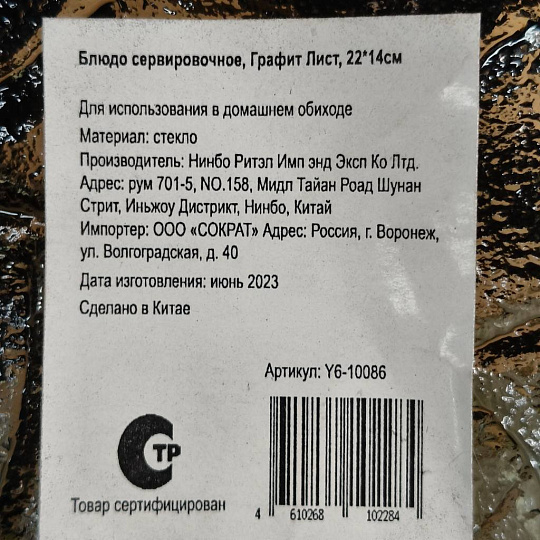 Блюдо сервировочное, Графит Лист, 22*14см
Для использования в домашнем обиходе
Материал: стекло
Производитель: Нинбо Ритэл Имп энд Эксп Ко Лтд.
Адрес: рум 701-5, NO.158, Мидл Тайан Роад Шунан
Стрит, Иньжоу Дистрикт, Нинбо, Китай
Импортер: ООО «СОКРАТ» Адрес: Россия, г. Воронеж,
ул. Волгоградская, д. 40
Дата изготовления: июнь 2023
Сделано в Китае
Артикул: Y6-10086
СТР
Товар сертифицирован
4 610268 102284